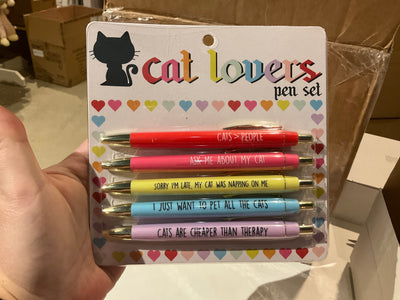 cat lovers
pen set
CATS > PEOPLE
ASK ME ABOUT MY CAT
SORRY I'M LATE, MY CAT WAS NAPPING ON ME
I JUST WANT TO PET ALL THE CATS
CATS ARE CHEAPER THAN THERAPY